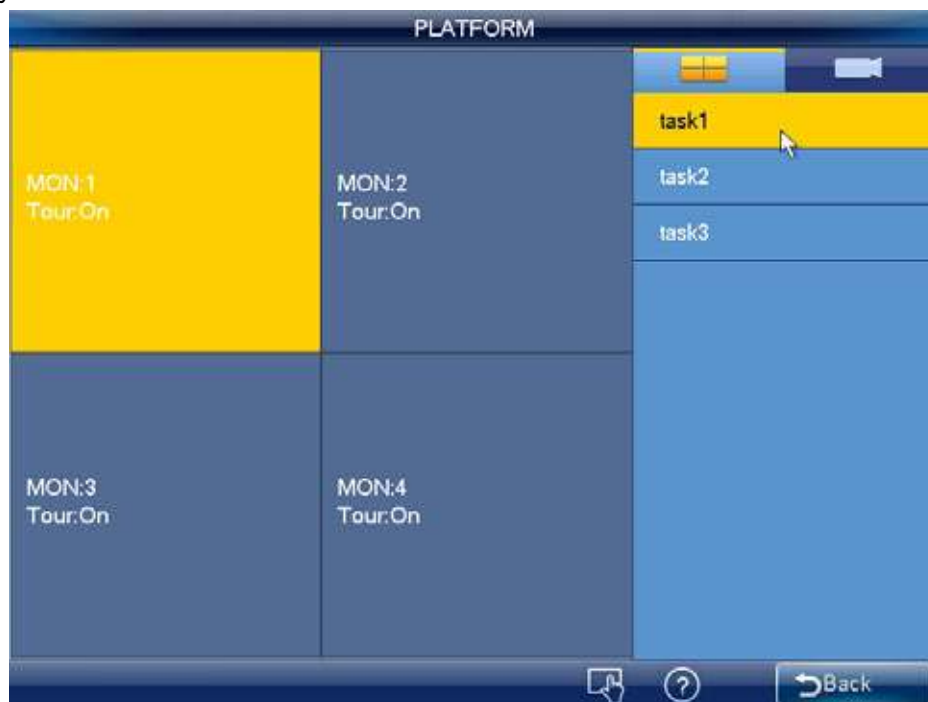 PLATFORM
MON:1
Tour:On
MON:2
Tour:On
MON:3
Tour:On
MON:4
Tour:On
task1
task2
task3
Back